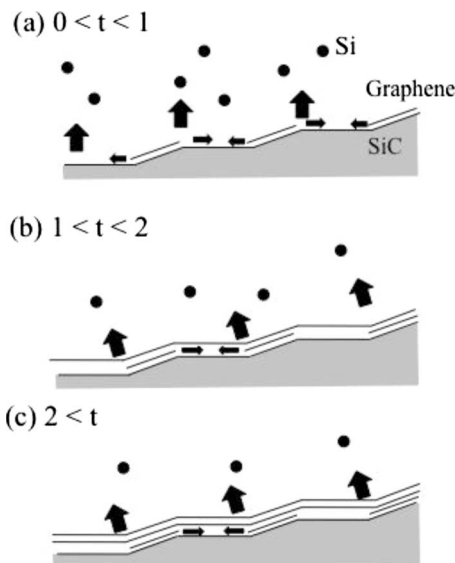 (a) 0 < t < 1
Si
Graphene
SiC
(b) 1 < t < 2
(c) 2 < t